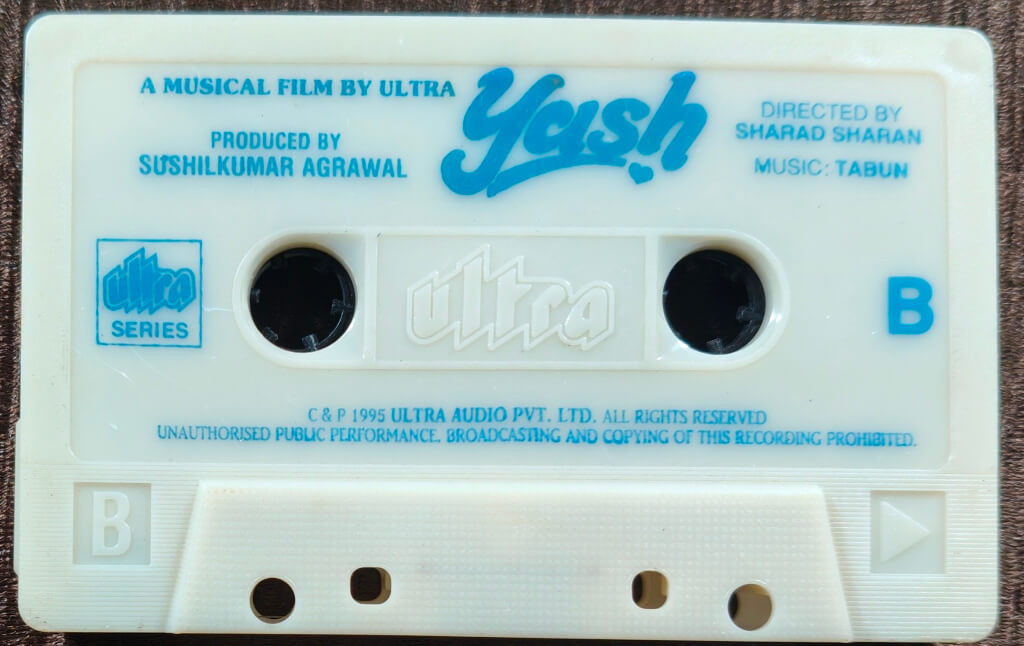 A MUSICAL FILM BY ULTRA
Yash
PRODUCED BY
SUSHILKUMAR AGRAWAL
DIRECTED BY
SHARAD SHARAN
MUSIC: TABUN
ultra
SERIES
ultra
B
C & P 1995 ULTRA AUDIO PVT. LTD. ALL RIGHTS RESERVED
UNAUTHORISED PUBLIC PERFORMANCE, BROADCASTING AND COPYING OF THIS RECORDING PROHIBITED.
B